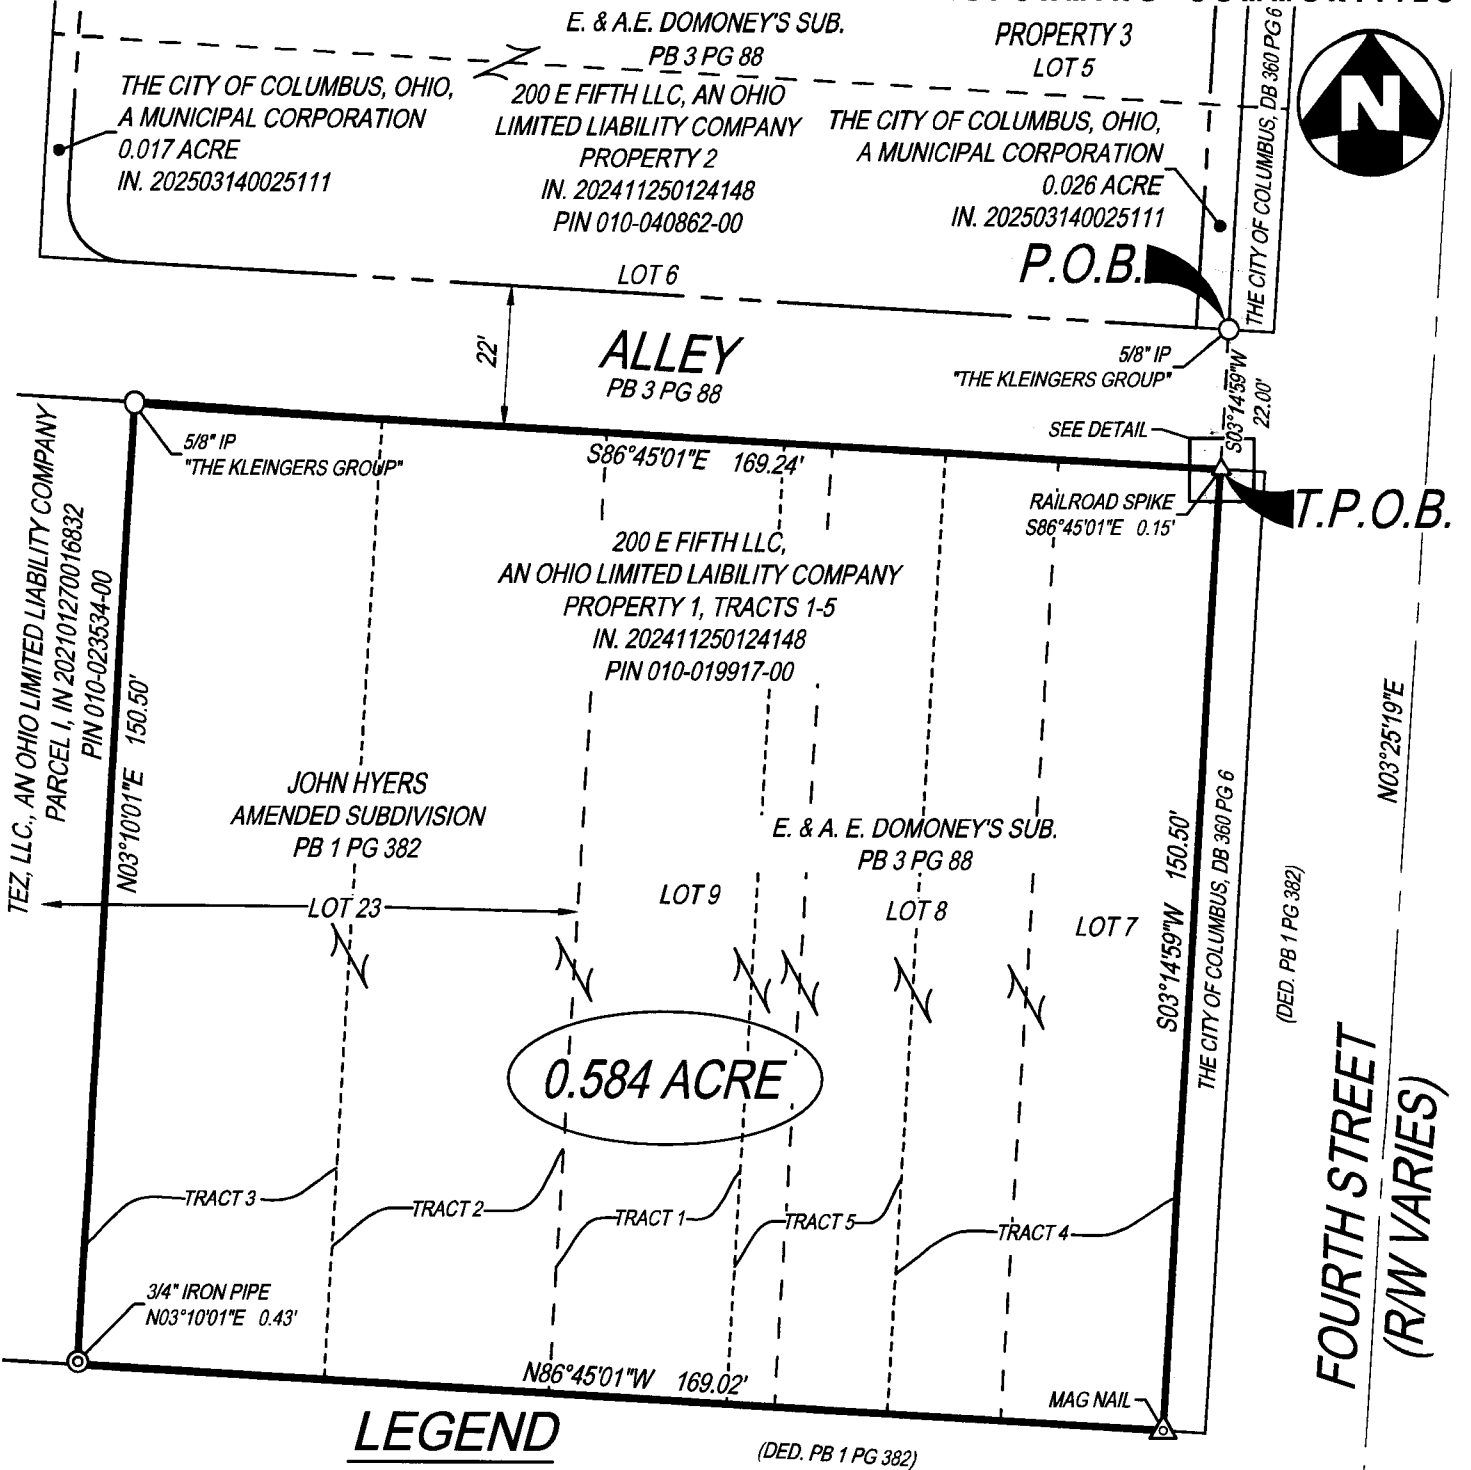 E. & A.E. DOMONEY'S SUB.
PB 3 PG 88
PROPERTY 3
LOT 5
THE CITY OF COLUMBUS, OHIO,
A MUNICIPAL CORPORATION
0.017 ACRE
IN. 202503140025111
200 E FIFTH LLC, AN OHIO
LIMITED LIABILITY COMPANY
PROPERTY 2
IN. 202411250124148
PIN 010-040862-00
THE CITY OF COLUMBUS, OHIO,
A MUNICIPAL CORPORATION
0.026 ACRE
IN. 202503140025111
THE CITY OF COLUMBUS, DB 360 PG 6
N
P.O.B.
LOT 6
22'
ALLEY
PB 3 PG 88
5/8" IP
"THE KLEINGERS GROUP"
S03°14'59"W
22.00'
SEE DETAIL
5/8" IP
"THE KLEINGERS GROUP"
S86°45'01"E 169.24'
RAILROAD SPIKE
S86°45'01"E 0.15'
T.P.O.B.
TEZ, LLC., AN OHIO LIMITED LIABILITY COMPANY
PARCEL I, IN 202101270016832
PIN 010-023534-00
N03°10'01"E 150.50'
200 E FIFTH LLC,
AN OHIO LIMITED LAIBILITY COMPANY
PROPERTY 1, TRACTS 1-5
IN. 202411250124148
PIN 010-019917-00
JOHN HYERS
AMENDED SUBDIVISION
PB 1 PG 382
E. & A. E. DOMONEY'S SUB.
PB 3 PG 88
LOT 23
LOT 9
LOT 8
LOT 7
S03°14'59"W 150.50'
THE CITY OF COLUMBUS, DB 360 PG 6
(DED. PB 1 PG 382)
N03°25'19"E
FOURTH STREET
(R/W VARIES)
0.584 ACRE
TRACT 3
TRACT 2
TRACT 1
TRACT 5
TRACT 4
3/4" IRON PIPE
N03°10'01"E 0.43'
N86°45'01"W 169.02'
MAG NAIL
LEGEND
(DED. PB 1 PG 382)